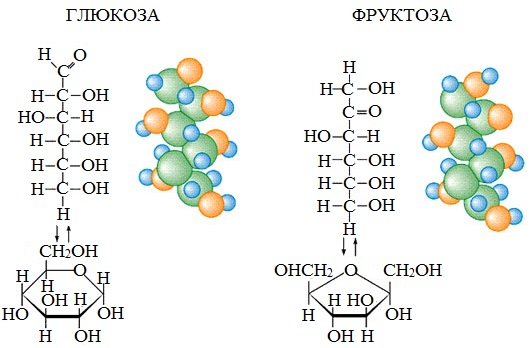 ГЛЮКОЗА
H C O
H–C–OH
HO–C–H
H–C–OH
H–C–OH
H–C–OH
H
CH₂OH
H O H
H
HO OH H OH
H OH
ФРУКТОЗА
H
H–C–OH
C=O
HO–C–H
H–C–OH
H–C–OH
H–C–OH
H
OHCH₂ O CH₂OH
H HO
H OH
OH H